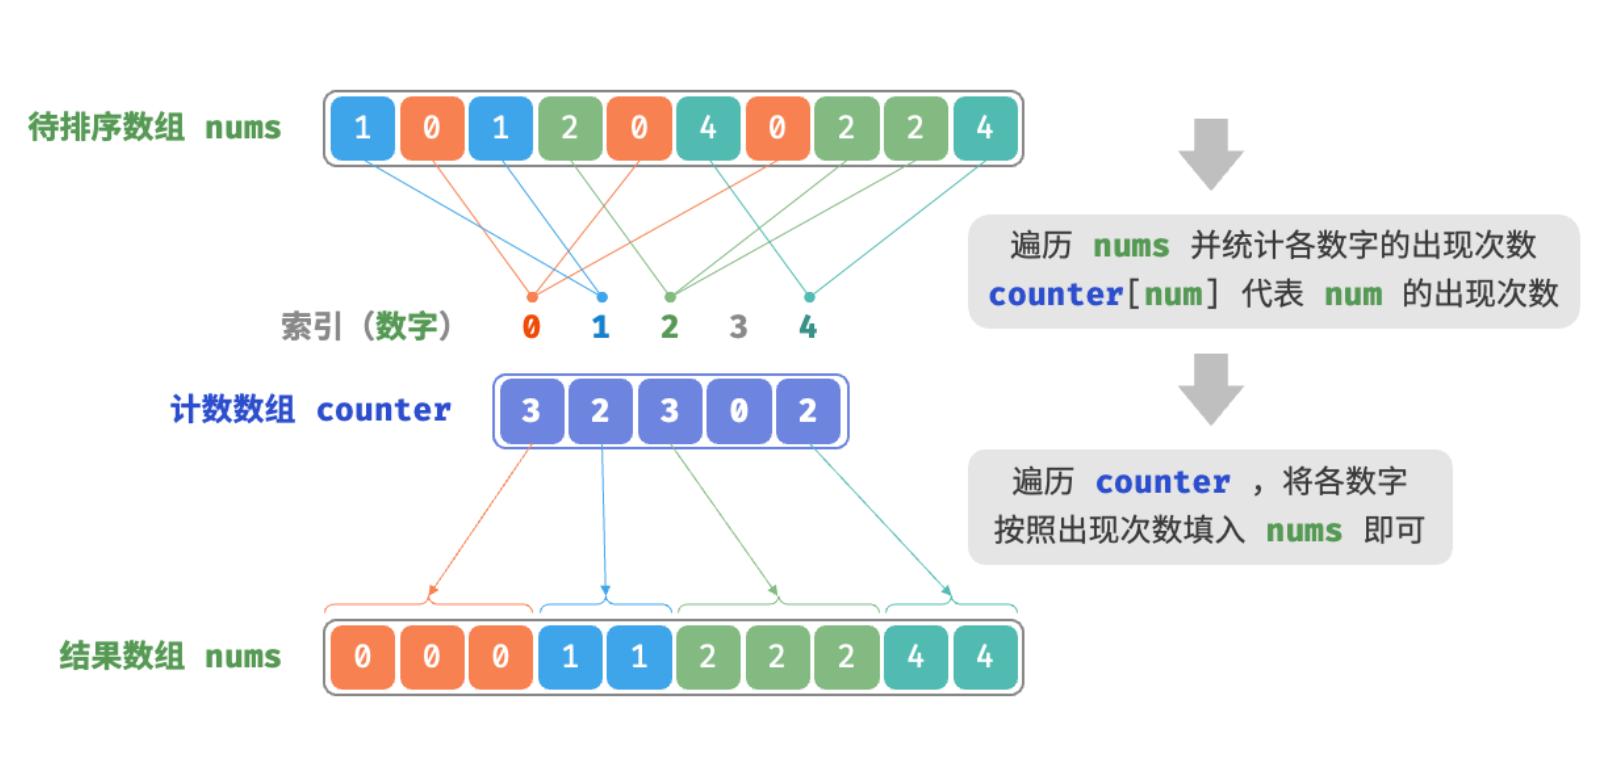 待排序数组 nums
1 0 1 2 0 4 0 2 2 4
遍历 nums 并统计各数字的出现次数
counter[num] 代表 num 的出现次数
索引（数字）
0 1 2 3 4
计数数组 counter
3 2 3 0 2
遍历 counter ，将各数字
按照出现次数填入 nums 即可
结果数组 nums
0 0 0 1 1 2 2 2 4 4